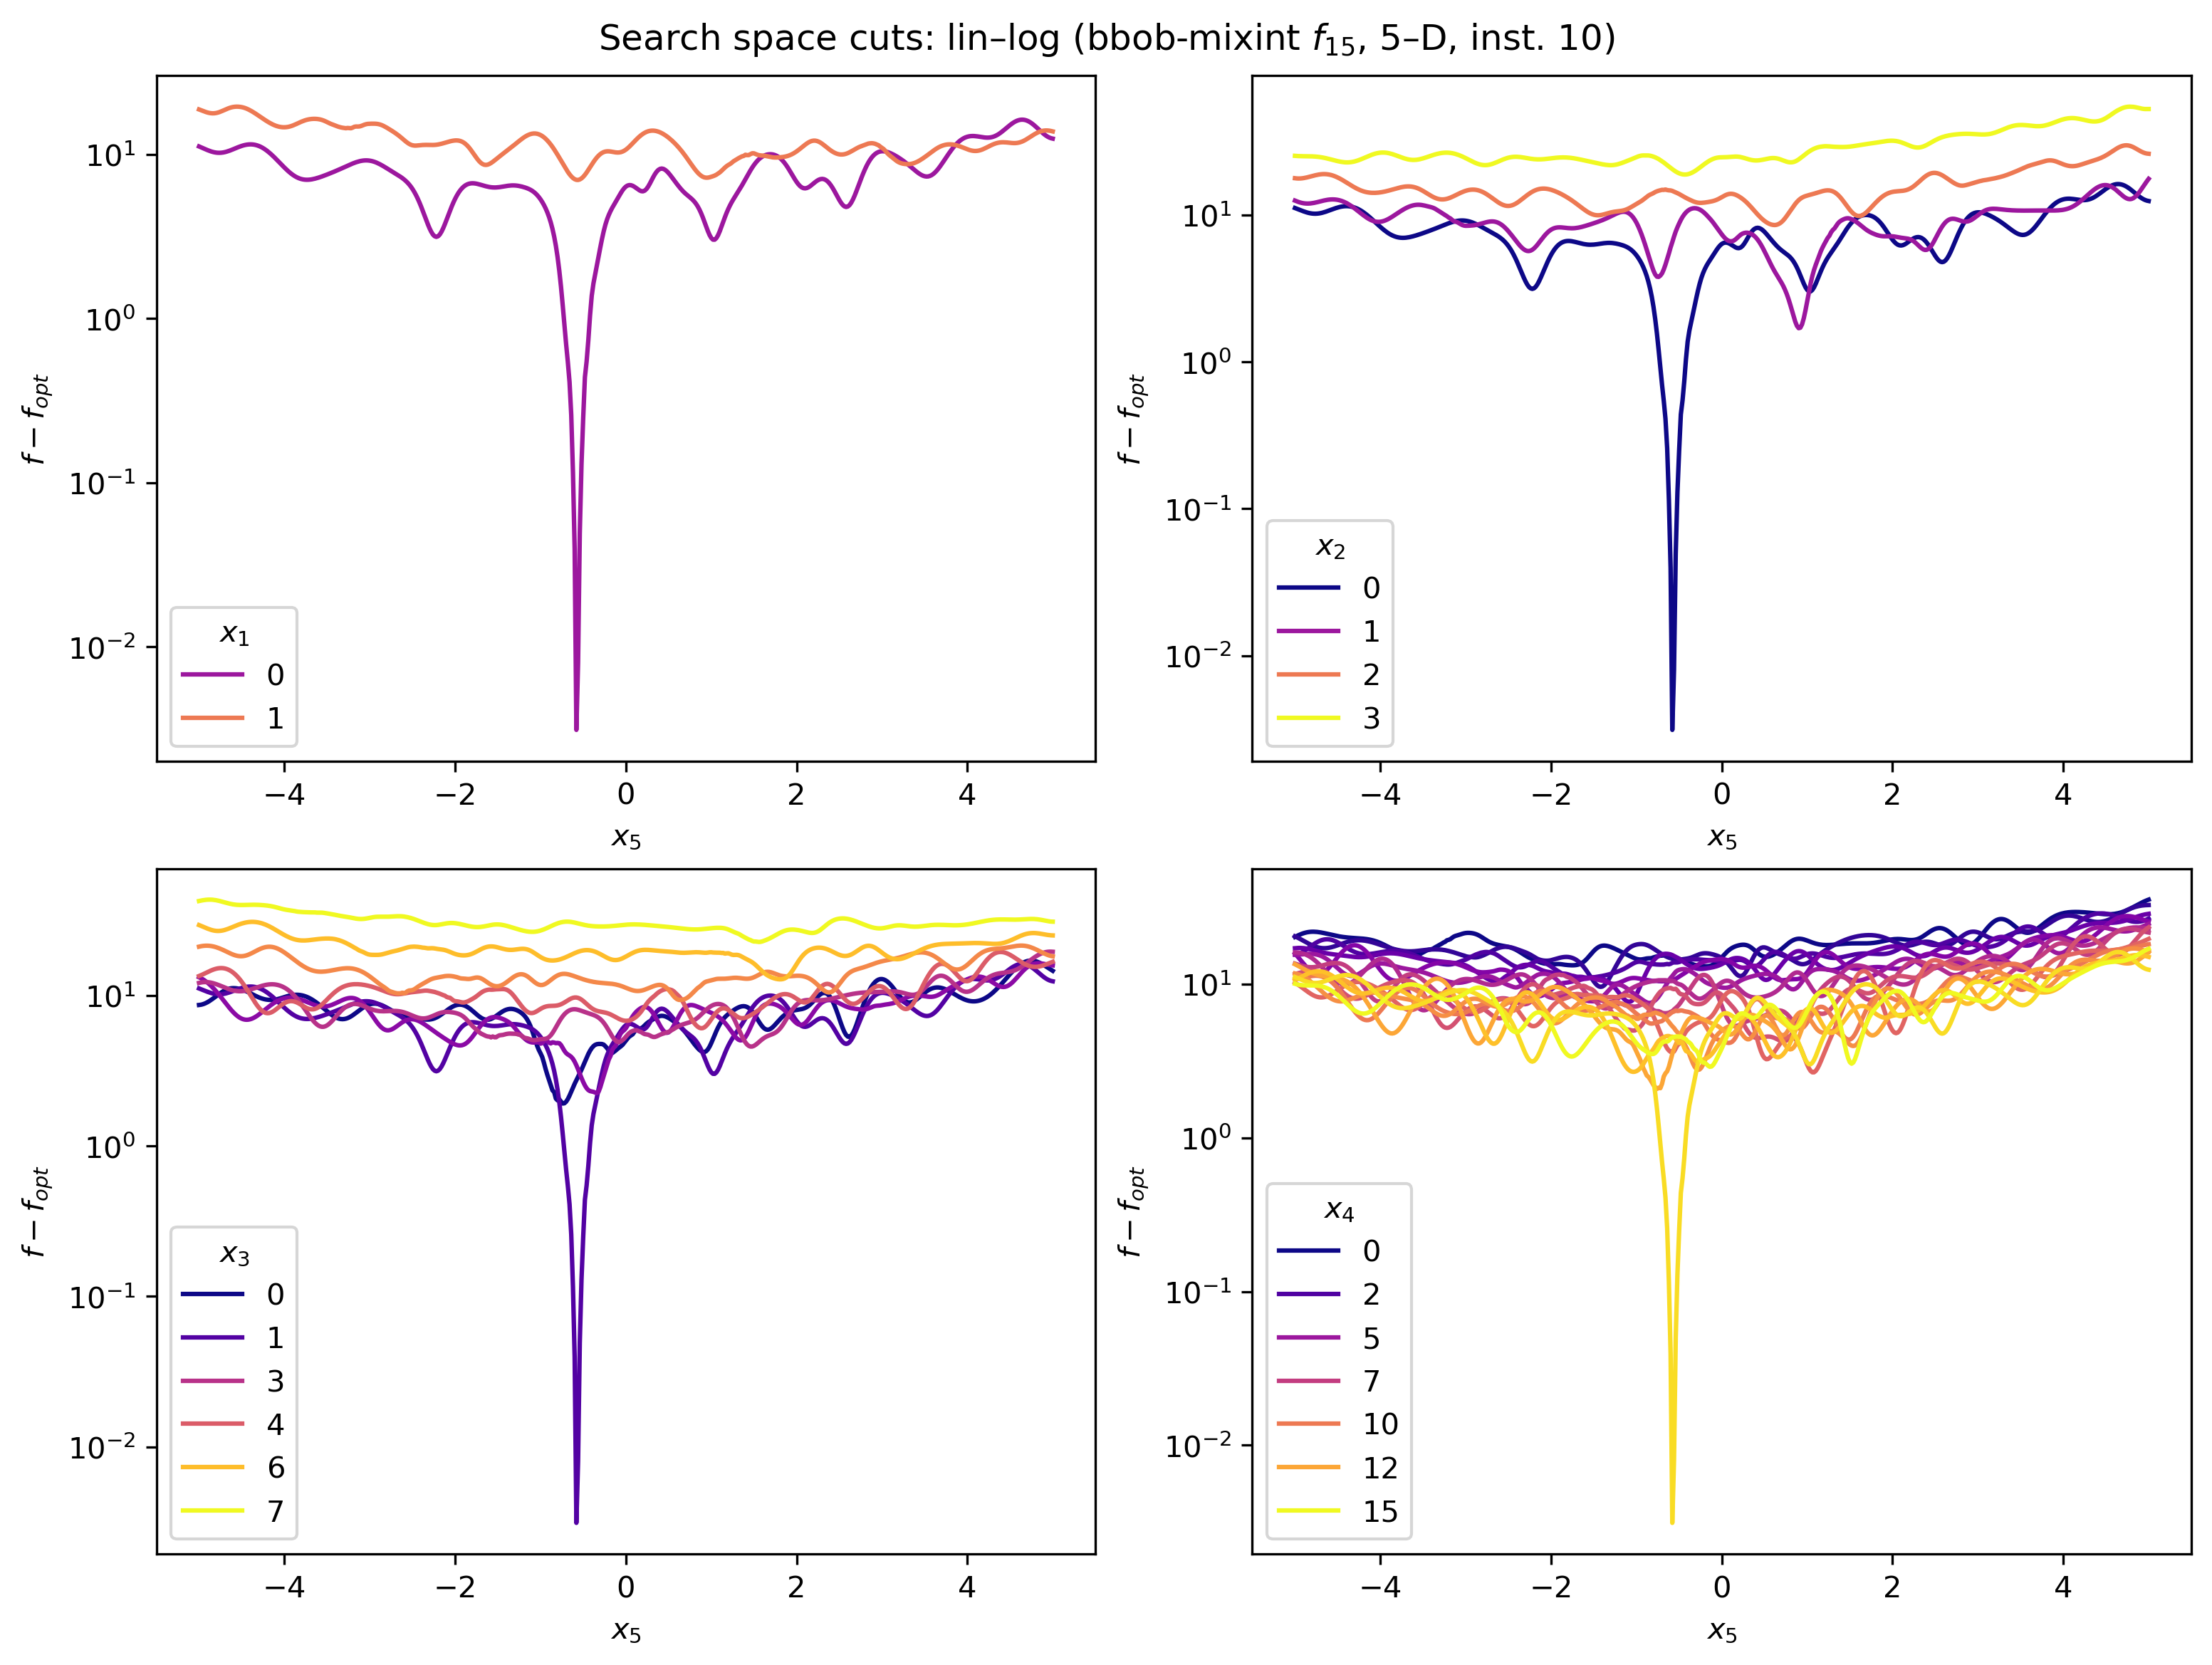 Search space cuts: lin–log (bbob-mixint f15, 5–D, inst. 10)
f − fopt
10^1
10^0
10^−1
10^−2
x1
0
1
−4 −2 0 2 4
x5
f − fopt
10^1
10^0
10^−1
10^−2
x2
0
1
2
3
−4 −2 0 2 4
x5
f − fopt
10^1
10^0
10^−1
10^−2
x3
0
1
3
4
6
7
−4 −2 0 2 4
x5
f − fopt
10^1
10^0
10^−1
10^−2
x4
0
2
5
7
10
12
15
−4 −2 0 2 4
x5